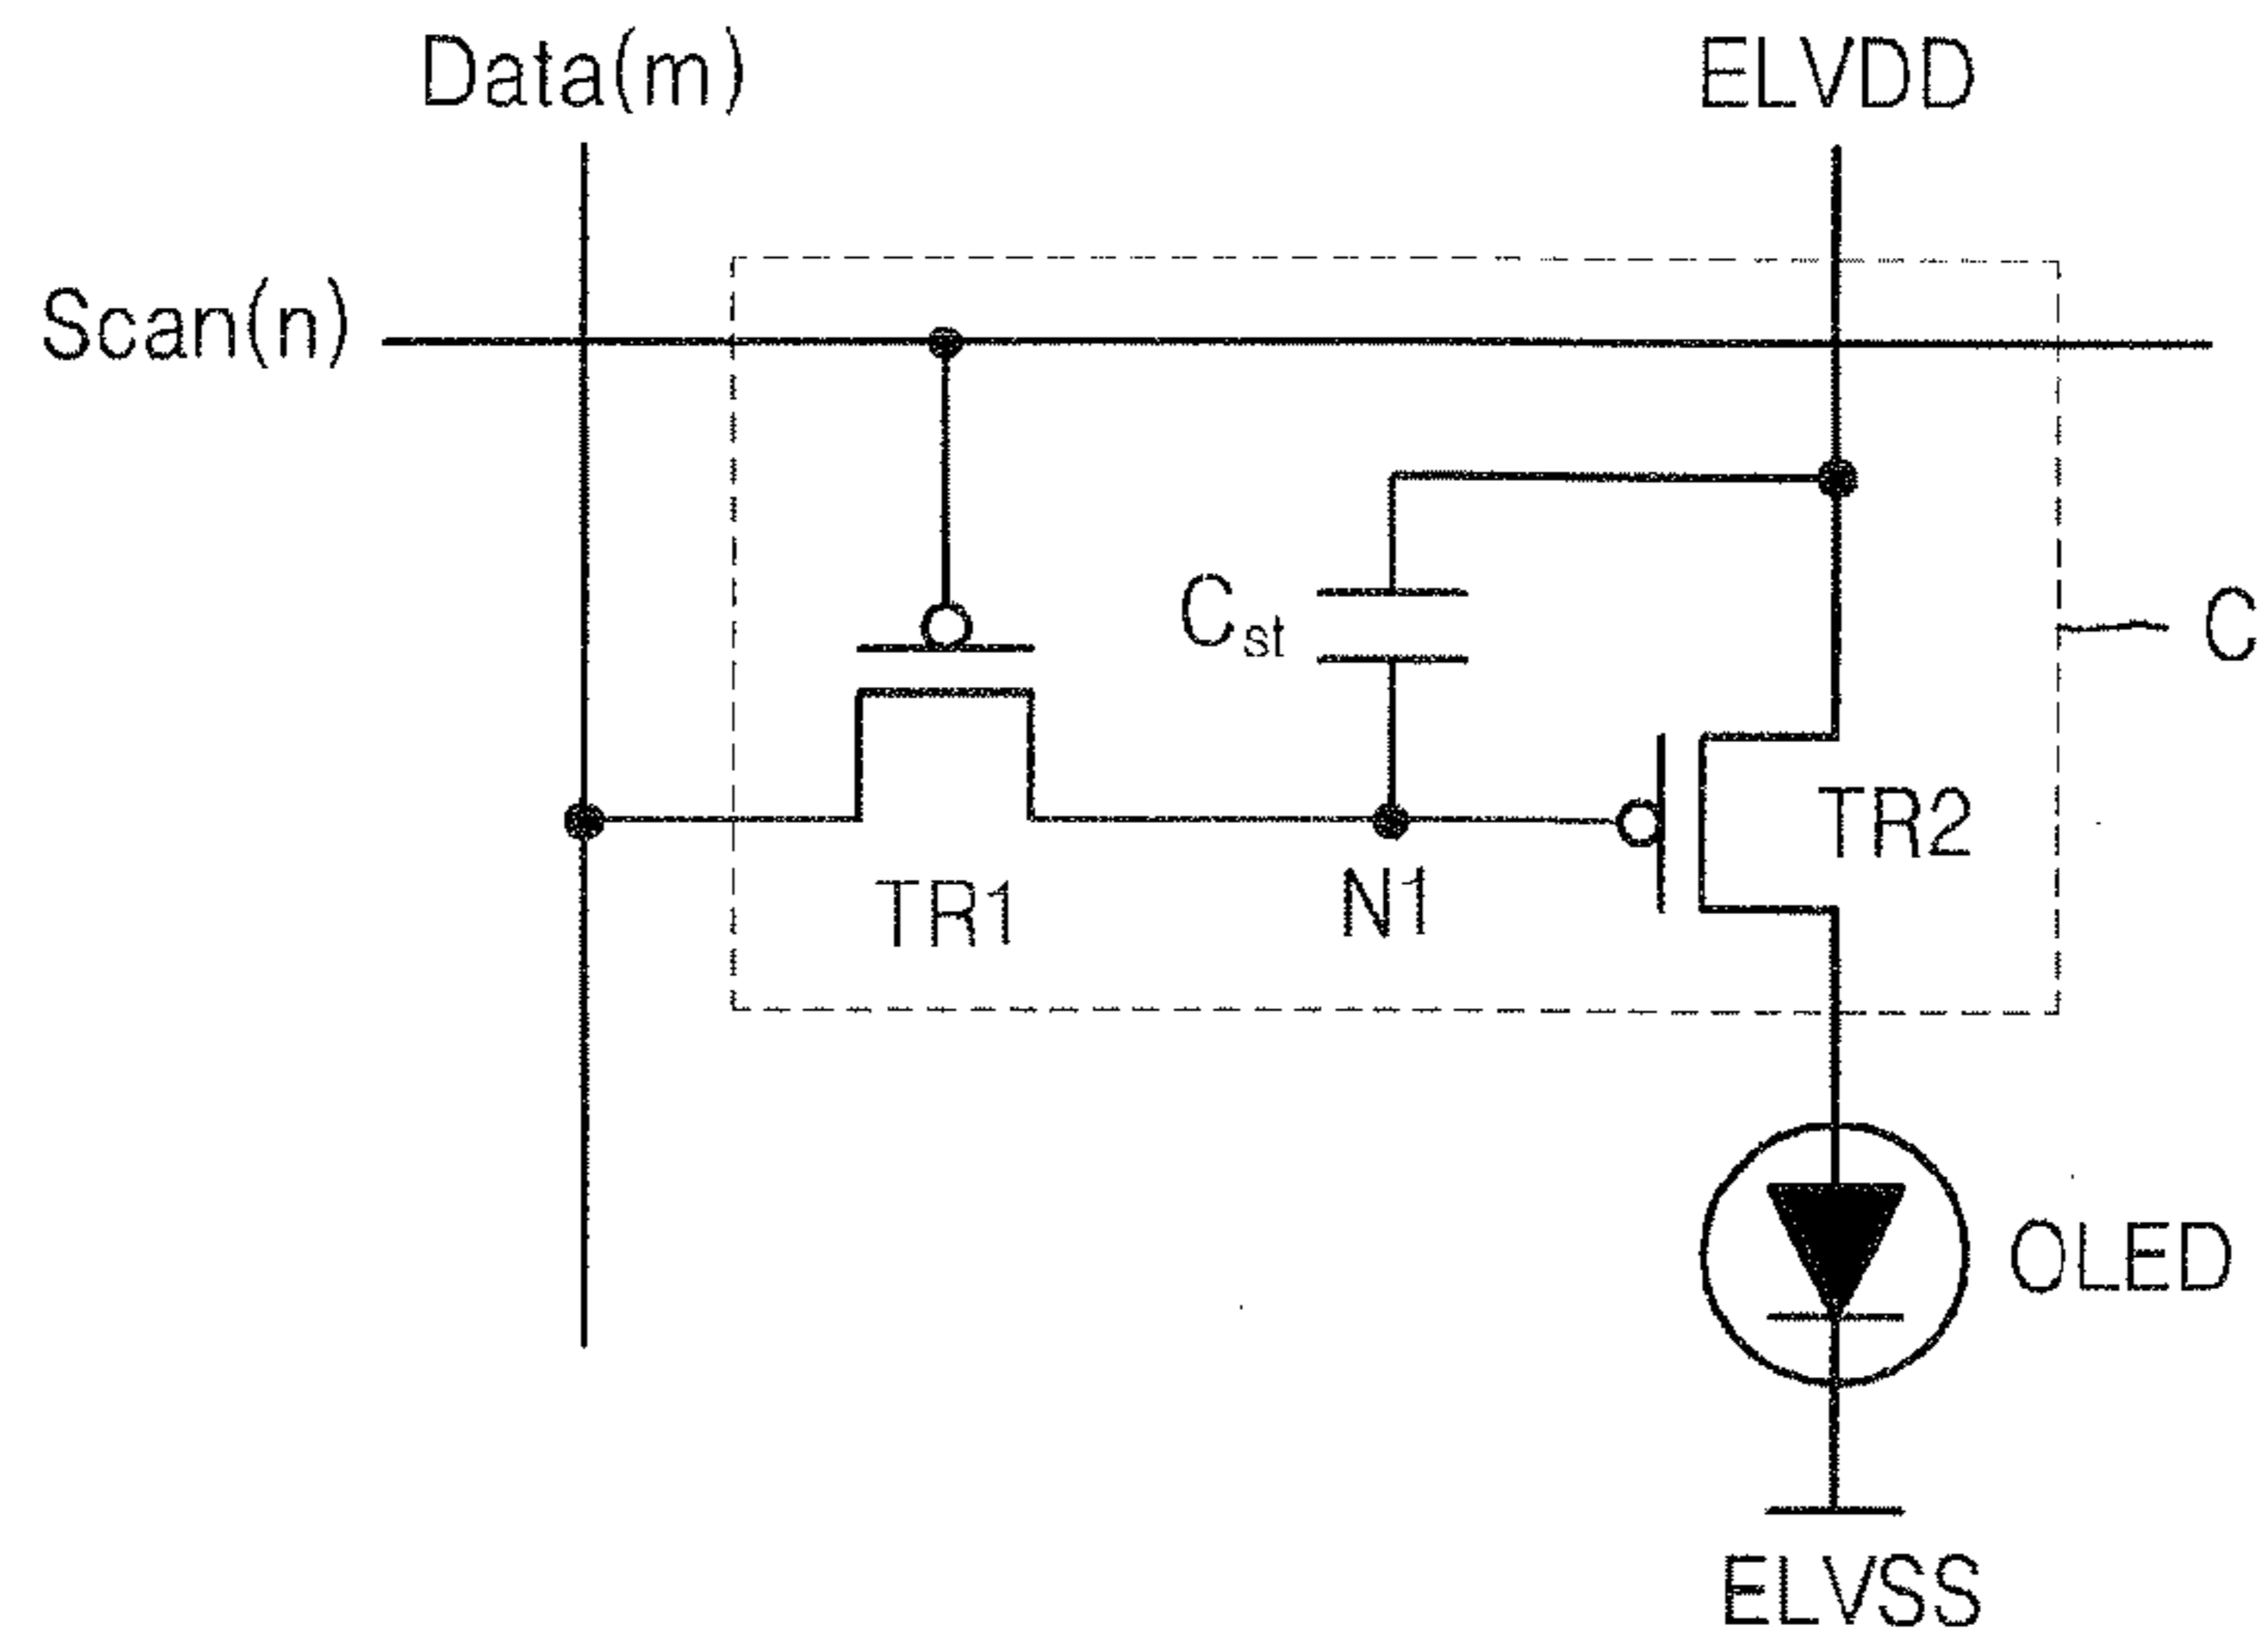 Data(m)
ELVDD
Scan(n)
Cst
C
TR2
TR1
N1
OLED
ELVSS